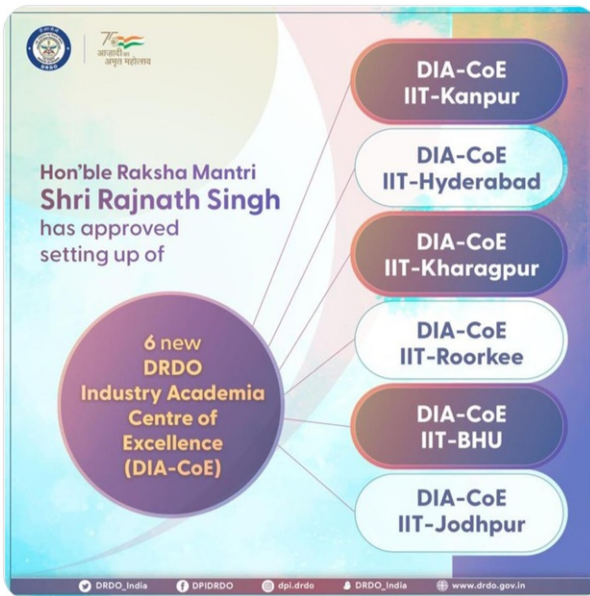 DRDO
आज़ादी का
अमृत महोत्सव
Hon'ble Raksha Mantri
Shri Rajnath Singh
has approved
setting up of
6 new
DRDO
Industry Academia
Centre of
Excellence
(DIA-CoE)
DIA-CoE
IIT-Kanpur
DIA-CoE
IIT-Hyderabad
DIA-CoE
IIT-Kharagpur
DIA-CoE
IIT-Roorkee
DIA-CoE
IIT-BHU
DIA-CoE
IIT-Jodhpur
DRDO_India DPIDRDO dpi.drdo DRDO_India www.drdo.gov.in